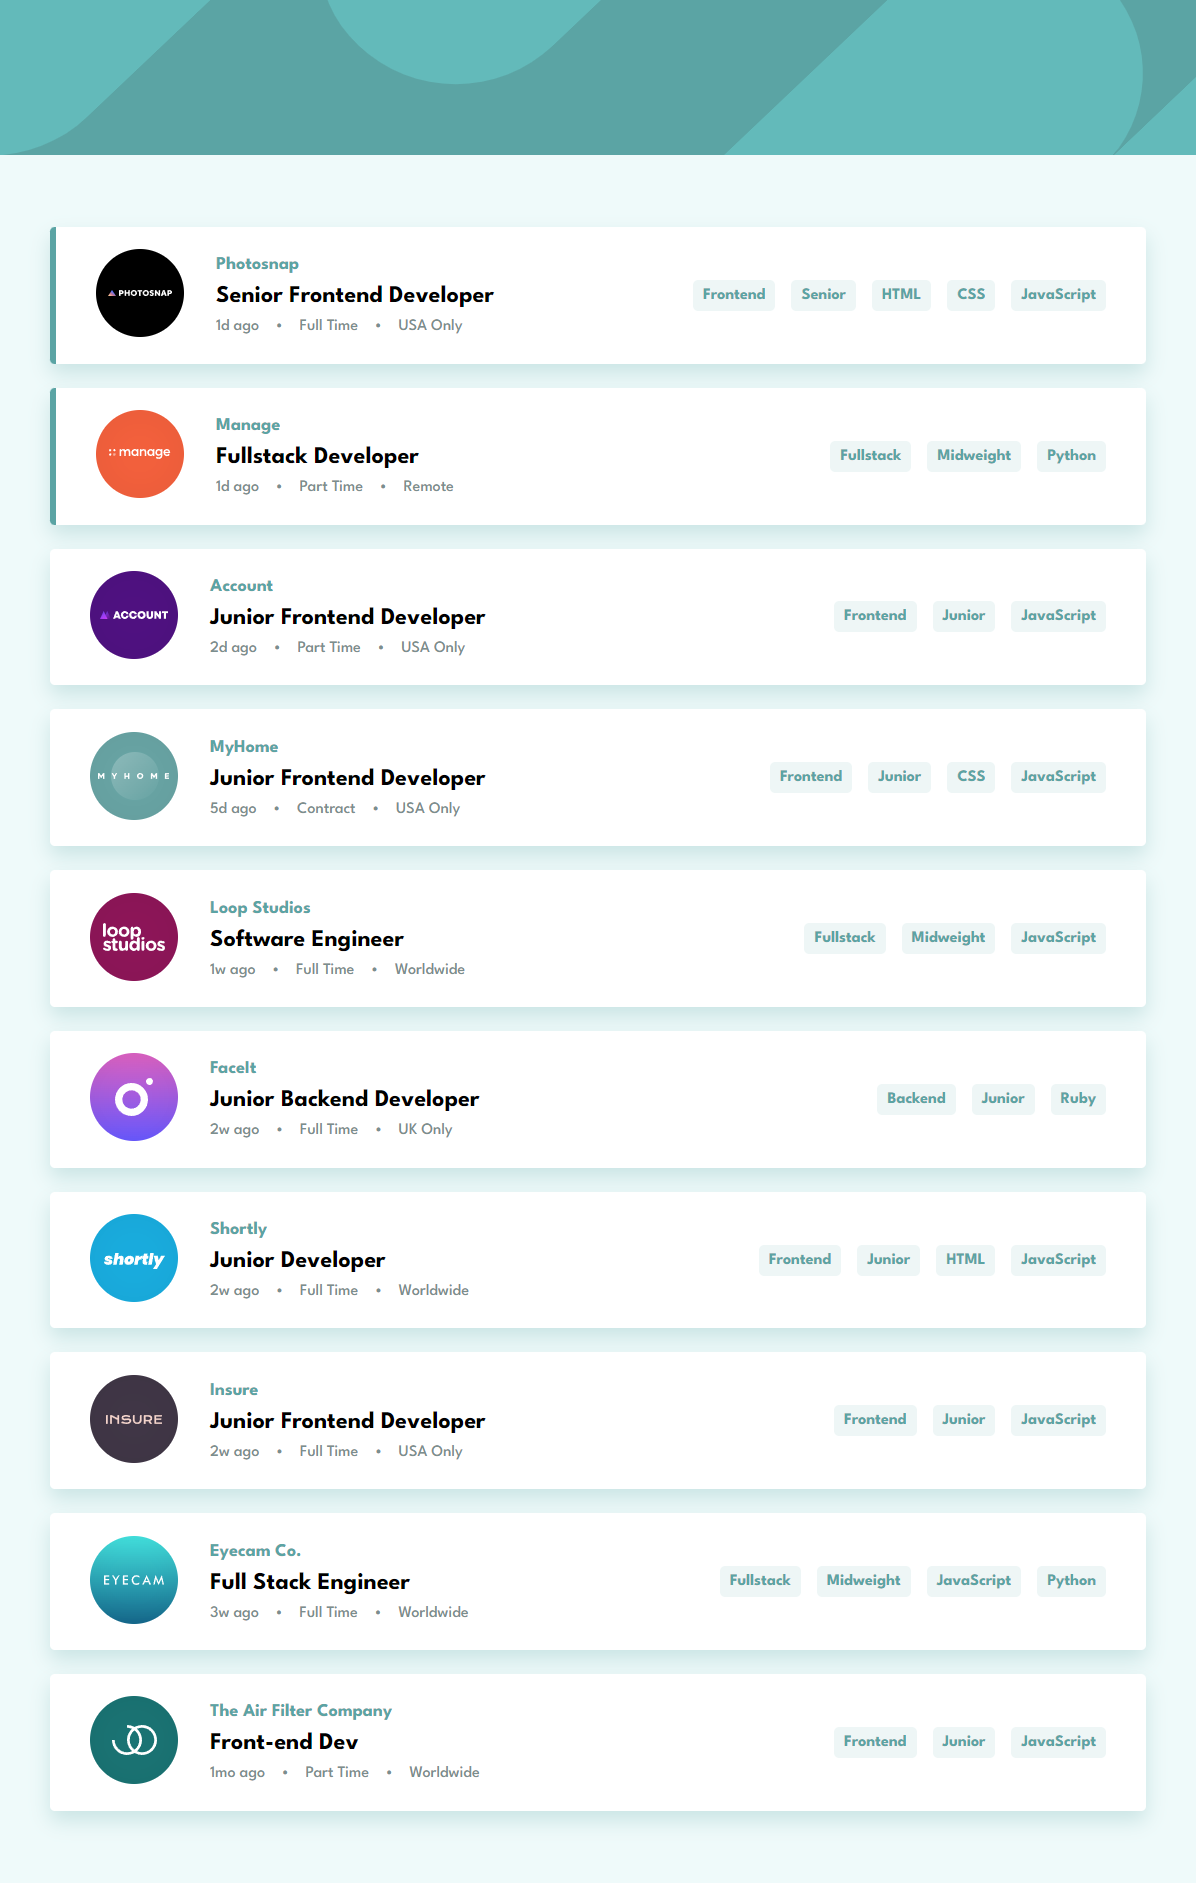 PHOTOSNAP
Photosnap
Senior Frontend Developer
1d ago • Full Time • USA Only
Frontend Senior HTML CSS JavaScript
manage
Manage
Fullstack Developer
1d ago • Part Time • Remote
Fullstack Midweight Python
ACCOUNT
Account
Junior Frontend Developer
2d ago • Part Time • USA Only
Frontend Junior JavaScript
MYHOME
MyHome
Junior Frontend Developer
5d ago • Contract • USA Only
Frontend Junior CSS JavaScript
loop
studios
Loop Studios
Software Engineer
1w ago • Full Time • Worldwide
Fullstack Midweight JavaScript
FaceIt
Junior Backend Developer
2w ago • Full Time • UK Only
Backend Junior Ruby
shortly
Shortly
Junior Developer
2w ago • Full Time • Worldwide
Frontend Junior HTML JavaScript
INSURE
Insure
Junior Frontend Developer
2w ago • Full Time • USA Only
Frontend Junior JavaScript
EYECAM
Eyecam Co.
Full Stack Engineer
3w ago • Full Time • Worldwide
Fullstack Midweight JavaScript Python
The Air Filter Company
Front-end Dev
1mo ago • Part Time • Worldwide
Frontend Junior JavaScript